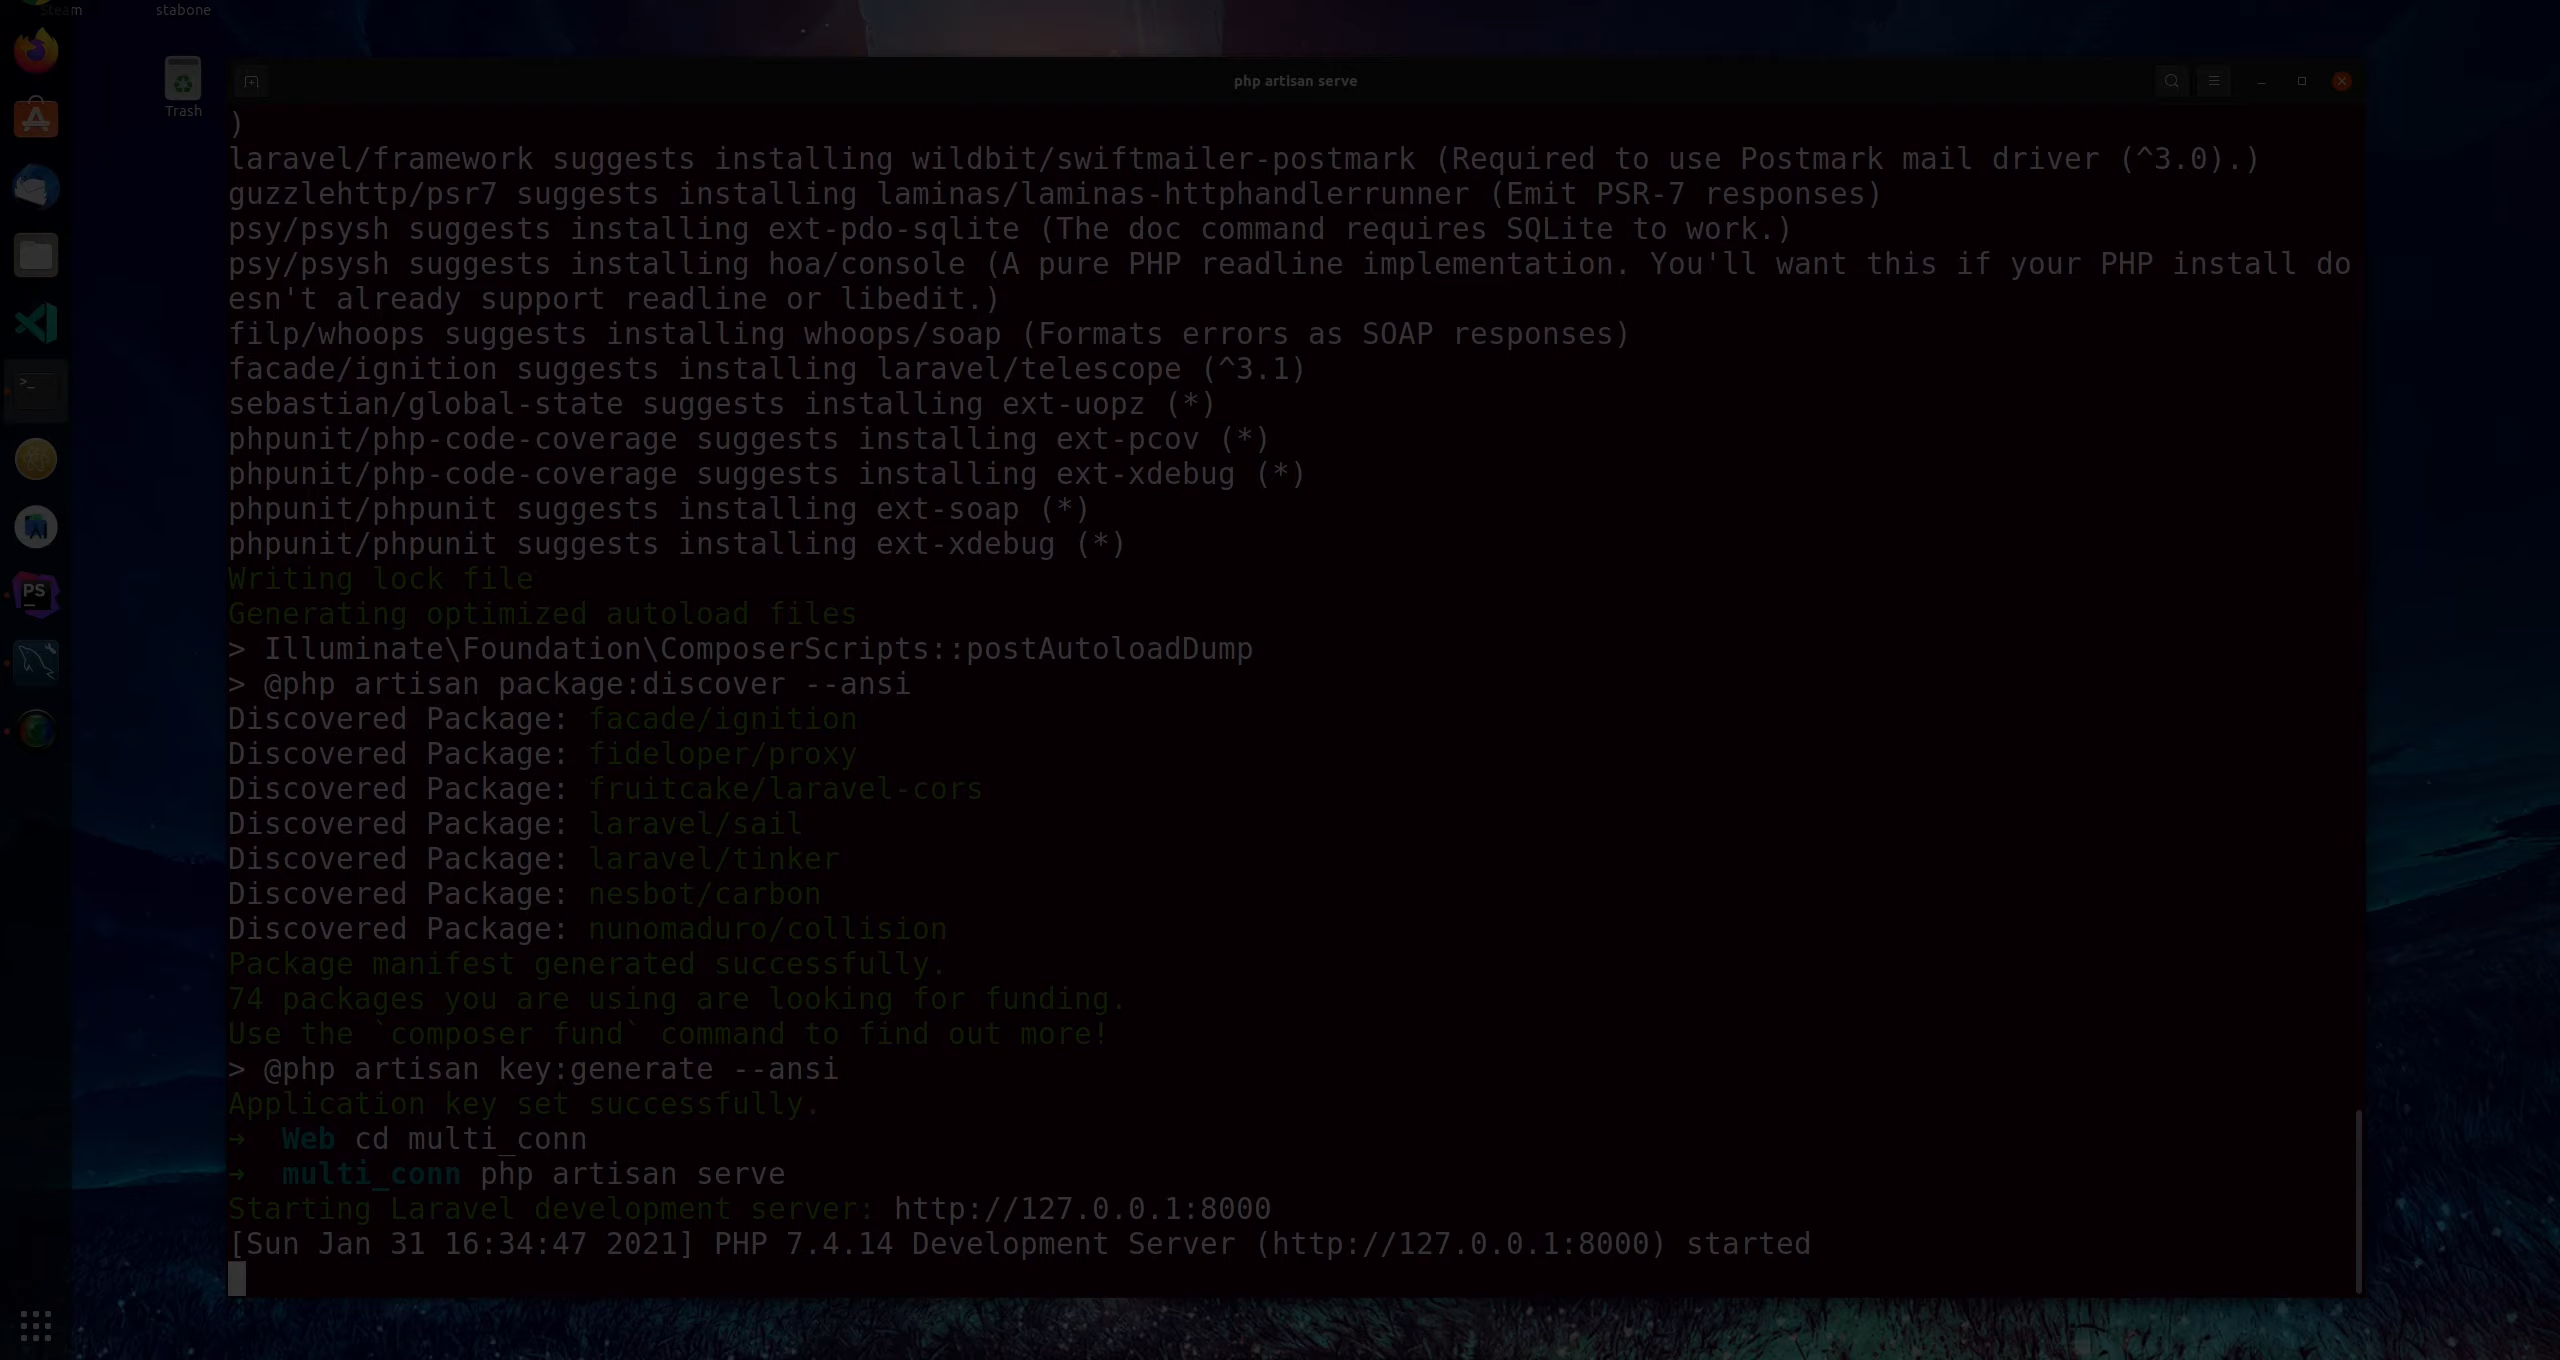 Steam
stabone
Trash
php artisan serve
)
laravel/framework suggests installing wildbit/swiftmailer-postmark (Required to use Postmark mail driver (^3.0).)
guzzlehttp/psr7 suggests installing laminas/laminas-httphandlerrunner (Emit PSR-7 responses)
psy/psysh suggests installing ext-pdo-sqlite (The doc command requires SQLite to work.)
psy/psysh suggests installing hoa/console (A pure PHP readline implementation. You'll want this if your PHP install do
esn't already support readline or libedit.)
filp/whoops suggests installing whoops/soap (Formats errors as SOAP responses)
facade/ignition suggests installing laravel/telescope (^3.1)
sebastian/global-state suggests installing ext-uopz (*)
phpunit/php-code-coverage suggests installing ext-pcov (*)
phpunit/php-code-coverage suggests installing ext-xdebug (*)
phpunit/phpunit suggests installing ext-soap (*)
phpunit/phpunit suggests installing ext-xdebug (*)
Writing lock file
Generating optimized autoload files
> Illuminate\Foundation\ComposerScripts::postAutoloadDump
> @php artisan package:discover --ansi
Discovered Package: facade/ignition
Discovered Package: fideloper/proxy
Discovered Package: fruitcake/laravel-cors
Discovered Package: laravel/sail
Discovered Package: laravel/tinker
Discovered Package: nesbot/carbon
Discovered Package: nunomaduro/collision
Package manifest generated successfully.
74 packages you are using are looking for funding.
Use the `composer fund` command to find out more!
> @php artisan key:generate --ansi
Application key set successfully.
➜  Web cd multi_conn
➜  multi_conn php artisan serve
Starting Laravel development server: http://127.0.0.1:8000
[Sun Jan 31 16:34:47 2021] PHP 7.4.14 Development Server (http://127.0.0.1:8000) started
PS